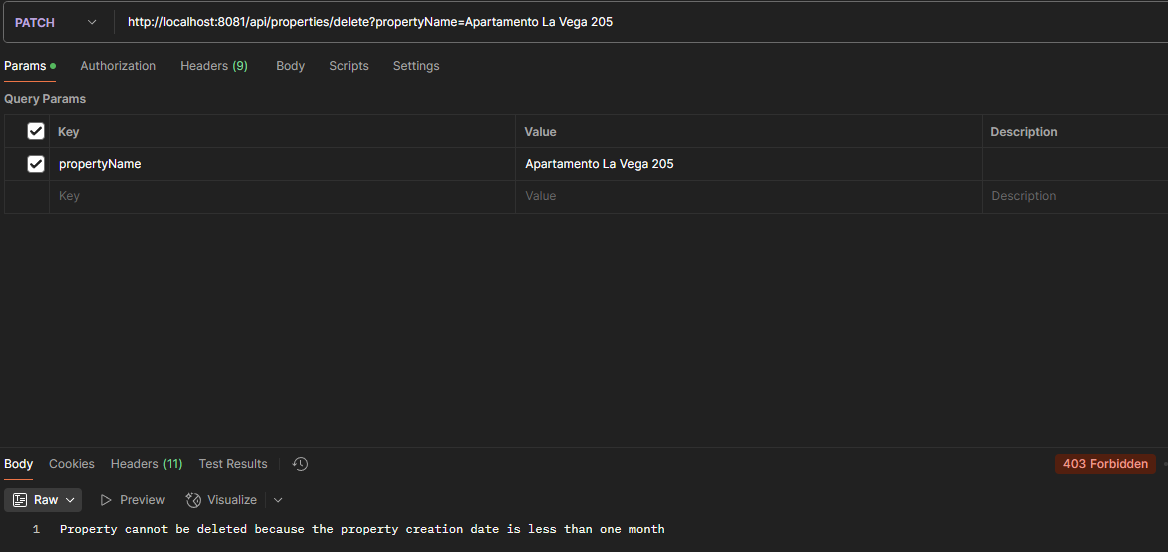 PATCH http://localhost:8081/api/properties/delete?propertyName=Apartamento La Vega 205
Params Authorization Headers (9) Body Scripts Settings
Query Params
Key Value Description
propertyName Apartamento La Vega 205
Key Value Description
Body Cookies Headers (11) Test Results 403 Forbidden
Raw Preview Visualize
1 Property cannot be deleted because the property creation date is less than one month